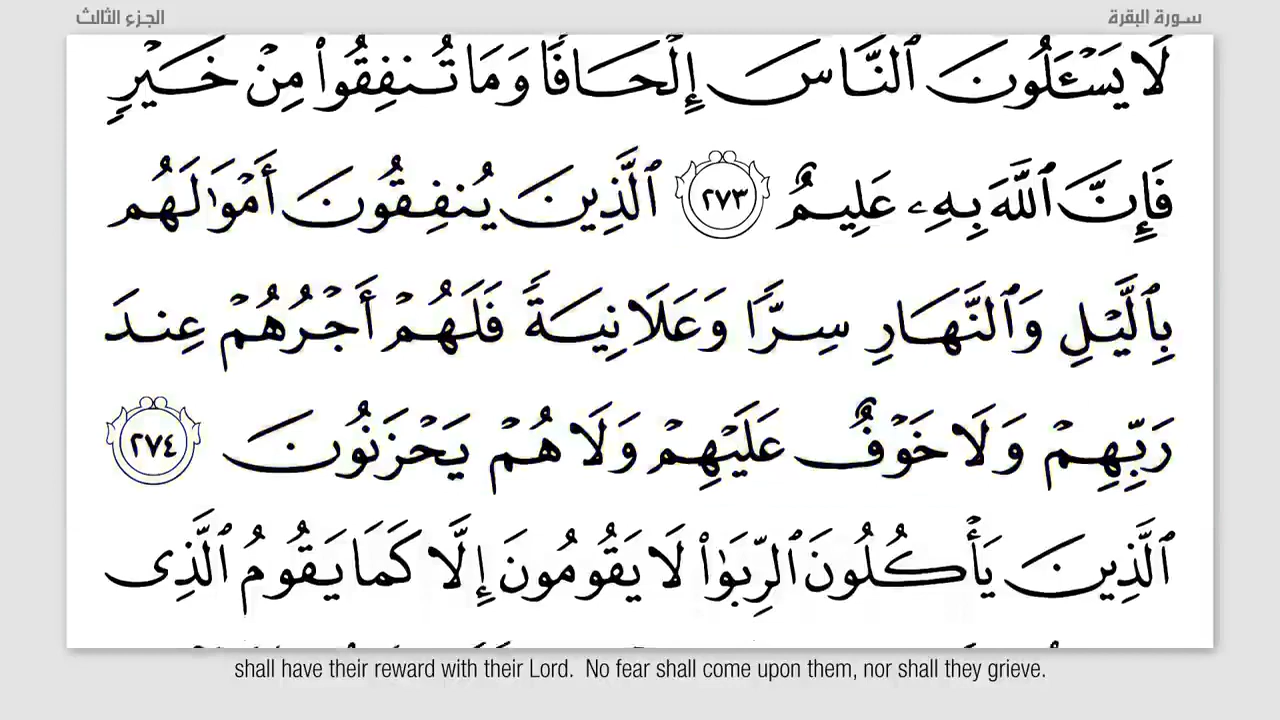 سورة البقرة
الجزء الثالث
لَا يَسْـَٔلُونَ ٱلنَّاسَ إِلْحَافًا وَمَا تُنفِقُوا۟ مِنْ خَيْرٍ
فَإِنَّ ٱللَّهَ بِهِۦ عَلِيمٌ ٢٧٣ ٱلَّذِينَ يُنفِقُونَ أَمْوَٰلَهُم
بِٱلَّيْلِ وَٱلنَّهَارِ سِرًّا وَعَلَانِيَةً فَلَهُمْ أَجْرُهُمْ عِندَ
رَبِّهِمْ وَلَا خَوْفٌ عَلَيْهِمْ وَلَا هُمْ يَحْزَنُونَ ٢٧٤
ٱلَّذِينَ يَأْكُلُونَ ٱلرِّبَوٰا۟ لَا يَقُومُونَ إِلَّا كَمَا يَقُومُ ٱلَّذِى
shall have their reward with their Lord.  No fear shall come upon them, nor shall they grieve.